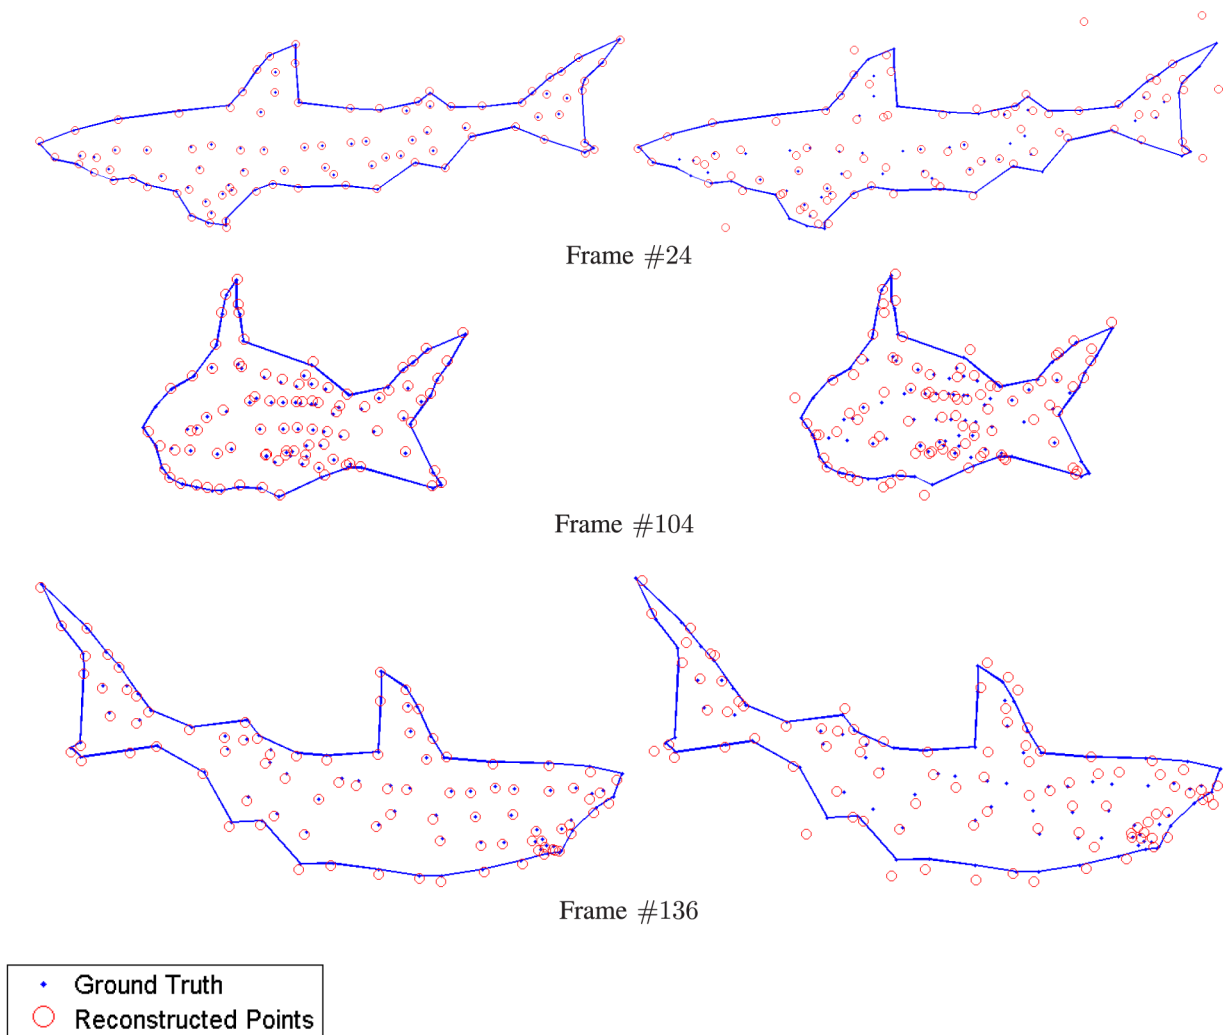 Frame #24
Frame #104
Frame #136
Ground Truth
Reconstructed Points